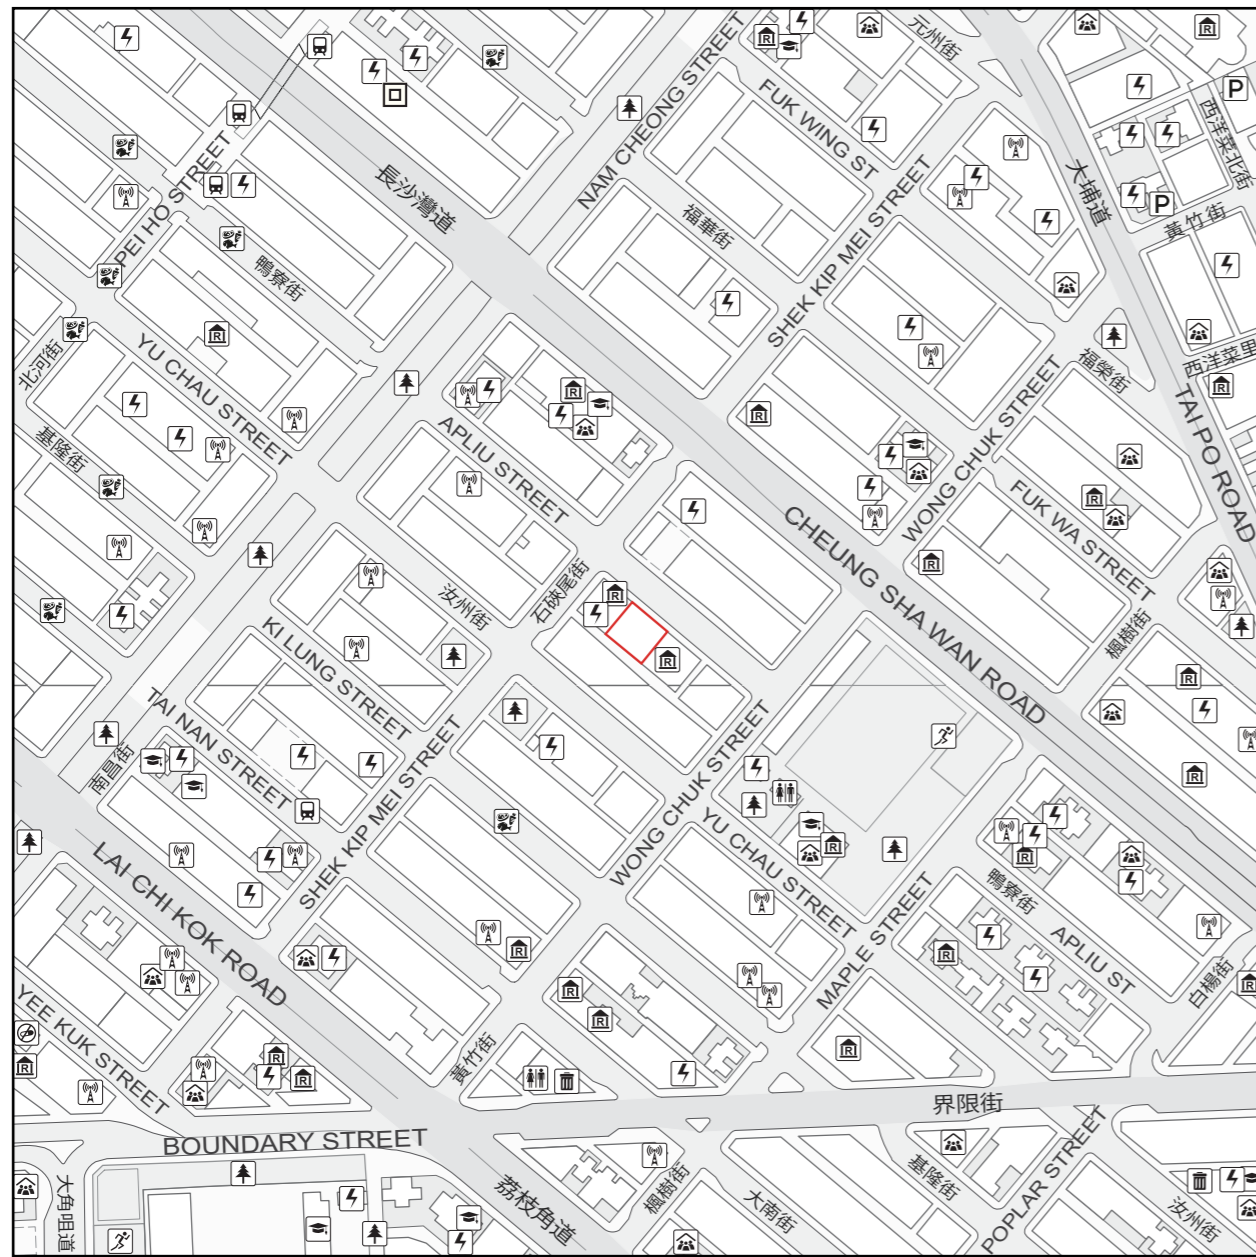 元州街
NAM CHEONG STREET
FUK WING ST
P
西洋菜北街
長沙灣道
PEI HO STREET
大埔道
P
黃竹街
福華街
SHEK KIP MEI STREET
鴨寮街
北河街
YU CHAU STREET
西洋菜里
福榮街
TAI PO ROAD
WONG CHUK STREET
APLIU STREET
基隆街
FUK WA STREET
CHEUNG SHA WAN ROAD
石硤尾街
汝州街
楓樹街
KI LUNG STREET
TAI NAN STREET
南昌街
SHEK KIP MEI STREET
WONG CHUK STREET
YU CHAU STREET
LAI CHI KOK ROAD
MAPLE STREET
鴨寮街
APLIU ST
白楊街
YEE KUK STREET
黃竹街
界限街
BOUNDARY STREET
大角咀道
荔枝角道
楓樹街
大南街
基隆街
POPLAR STREET
汝州街